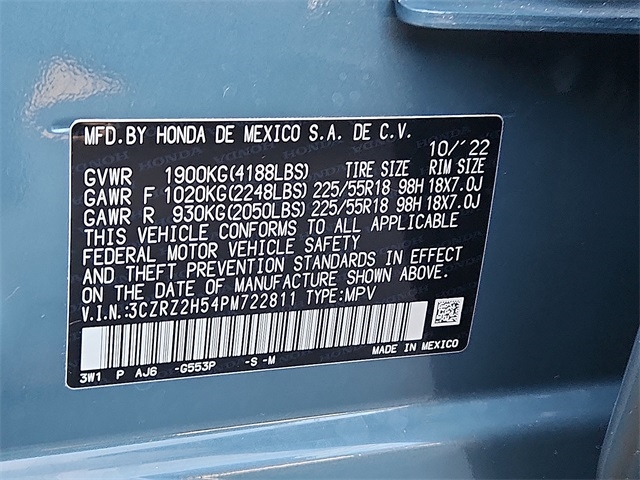 MFD.BY HONDA DE MEXICO S.A. DE C.V.
10/'22
GVWR 1900KG(4188LBS) TIRE SIZE RIM SIZE
GAWR F 1020KG(2248LBS) 225/55R18 98H 18X7.0J
GAWR R 930KG(2050LBS) 225/55R18 98H 18X7.0J
THIS VEHICLE CONFORMS TO ALL APPLICABLE
FEDERAL MOTOR VEHICLE SAFETY
AND THEFT PREVENTION STANDARDS IN EFFECT
ON THE DATE OF MANUFACTURE SHOWN ABOVE.
V.I.N.:3CZRZ2H54PM722811 TYPE:MPV
3W1 P AJ6 -G553P -S -M MADE IN MEXICO